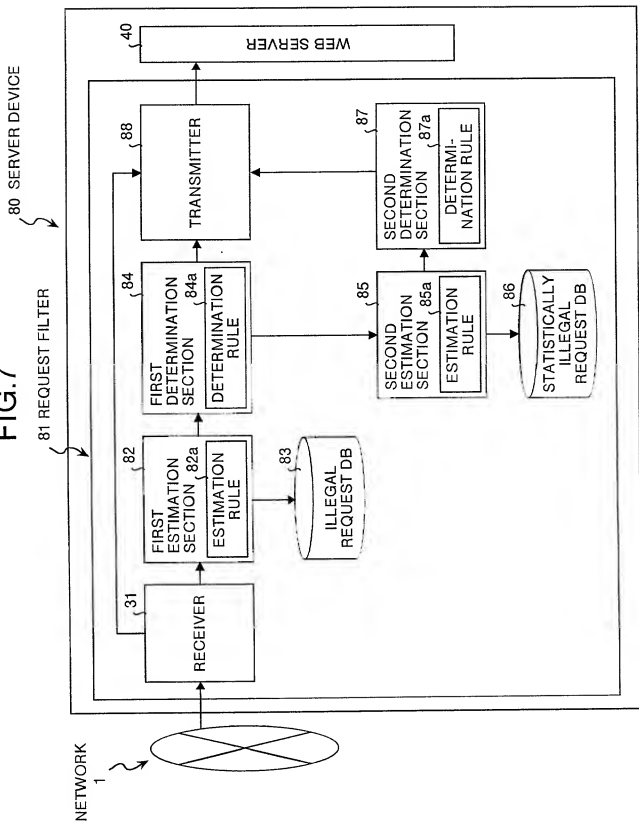 FIG.7
80 SERVER DEVICE
81 REQUEST FILTER
NETWORK
1
31
RECEIVER
82
FIRST
ESTIMATION
SECTION
82a
ESTIMATION
RULE
83
ILLEGAL
REQUEST DB
84
FIRST
DETERMINATION
SECTION
84a
DETERMINATION
RULE
88
TRANSMITTER
40
WEB SERVER
85
SECOND
ESTIMATION
SECTION
85a
ESTIMATION
RULE
86
STATISTICALLY
ILLEGAL
REQUEST DB
87
SECOND
DETERMINATION
SECTION
87a
DETERMI-
NATION RULE